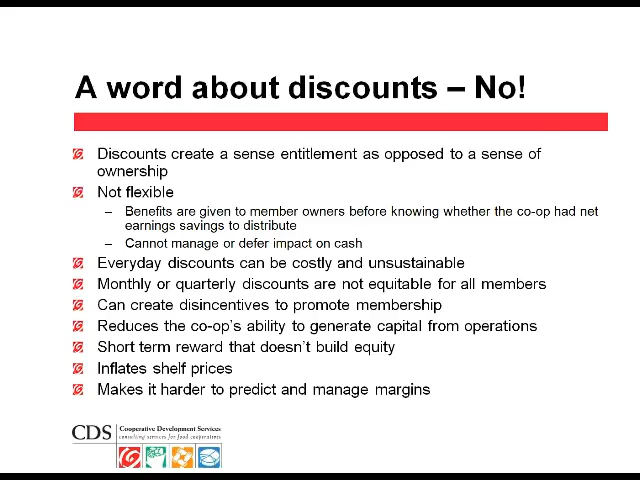 A word about discounts – No!
Discounts create a sense entitlement as opposed to a sense of
ownership
Not flexible
– Benefits are given to member owners before knowing whether the co-op had net
earnings savings to distribute
– Cannot manage or defer impact on cash
Everyday discounts can be costly and unsustainable
Monthly or quarterly discounts are not equitable for all members
Can create disincentives to promote membership
Reduces the co-op's ability to generate capital from operations
Short term reward that doesn't build equity
Inflates shelf prices
Makes it harder to predict and manage margins
CDS
Cooperative Development Services
consulting services for food cooperatives